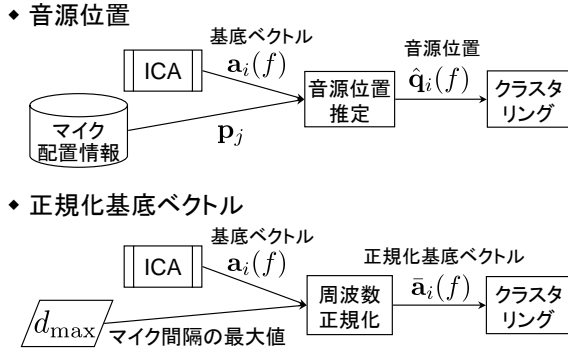 ◆ 音源位置
基底ベクトル
音源位置
ICA
a_i(f)
音源位置
推定
q̂_i(f)
クラスタ
リング
マイク
配置情報
p_j
◆ 正規化基底ベクトル
基底ベクトル
正規化基底ベクトル
ICA
a_i(f)
周波数
正規化
ā_i(f)
クラスタ
リング
d_max
マイク間隔の最大値